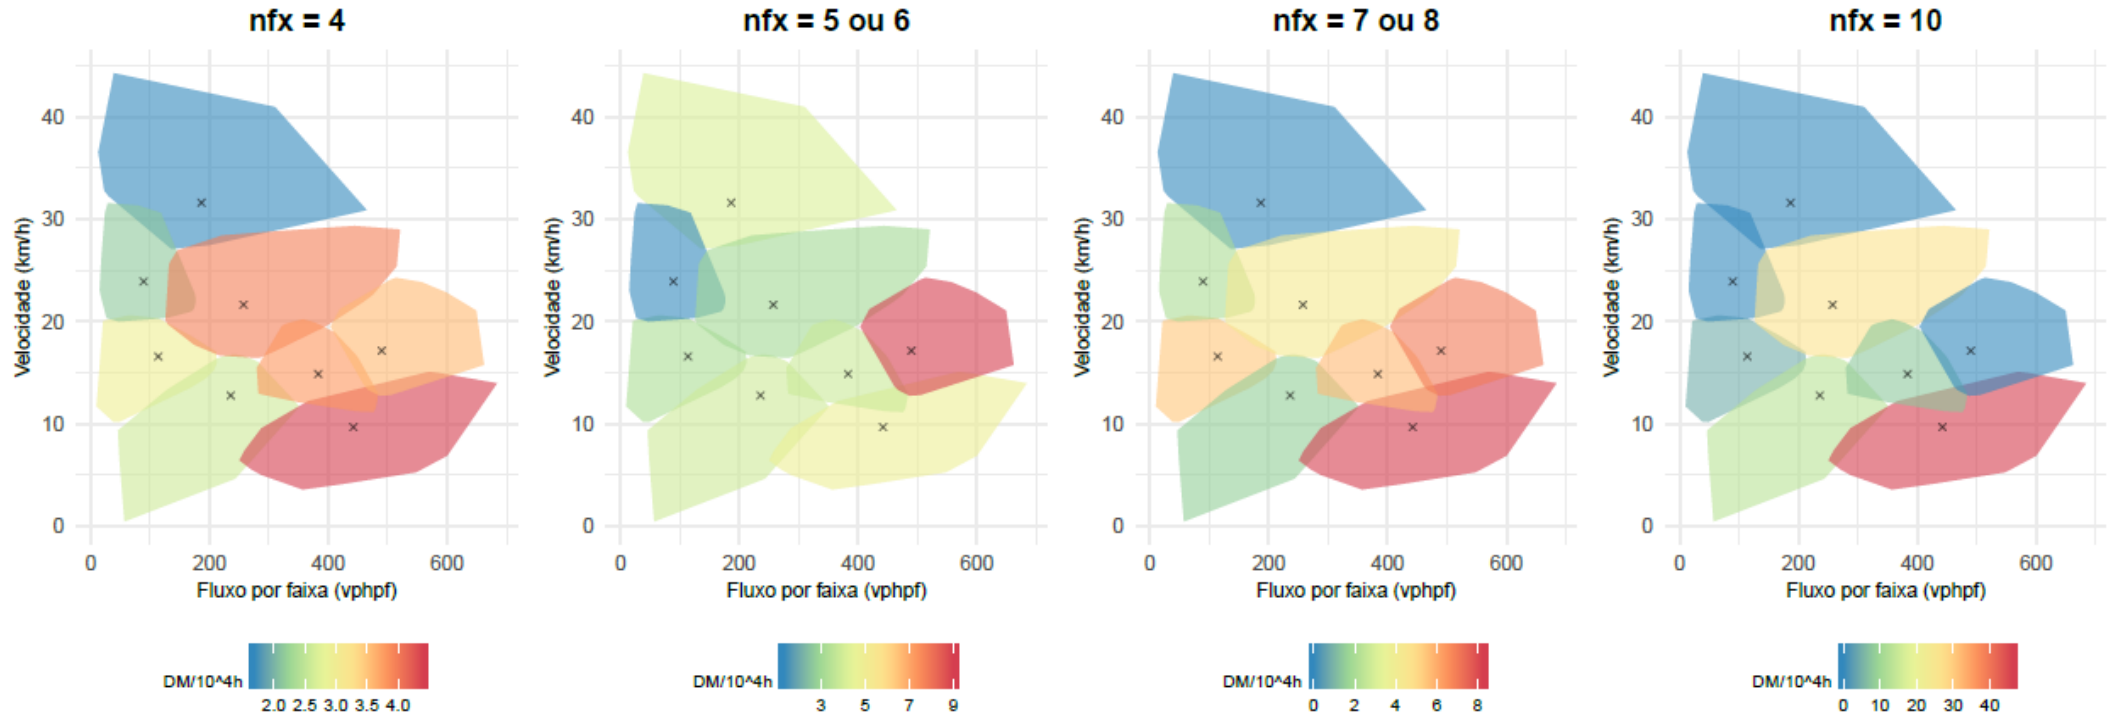 nfx = 4
nfx = 5 ou 6
nfx = 7 ou 8
nfx = 10
Velocidade (km/h)
40
30
20
10
0
0 200 400 600
Fluxo por faixa (vphpf)
DM/10^4h
2.0 2.5 3.0 3.5 4.0
Velocidade (km/h)
40
30
20
10
0
0 200 400 600
Fluxo por faixa (vphpf)
DM/10^4h
3 5 7 9
Velocidade (km/h)
40
30
20
10
0
0 200 400 600
Fluxo por faixa (vphpf)
DM/10^4h
0 2 4 6 8
Velocidade (km/h)
40
30
20
10
0
0 200 400 600
Fluxo por faixa (vphpf)
DM/10^4h
0 10 20 30 40